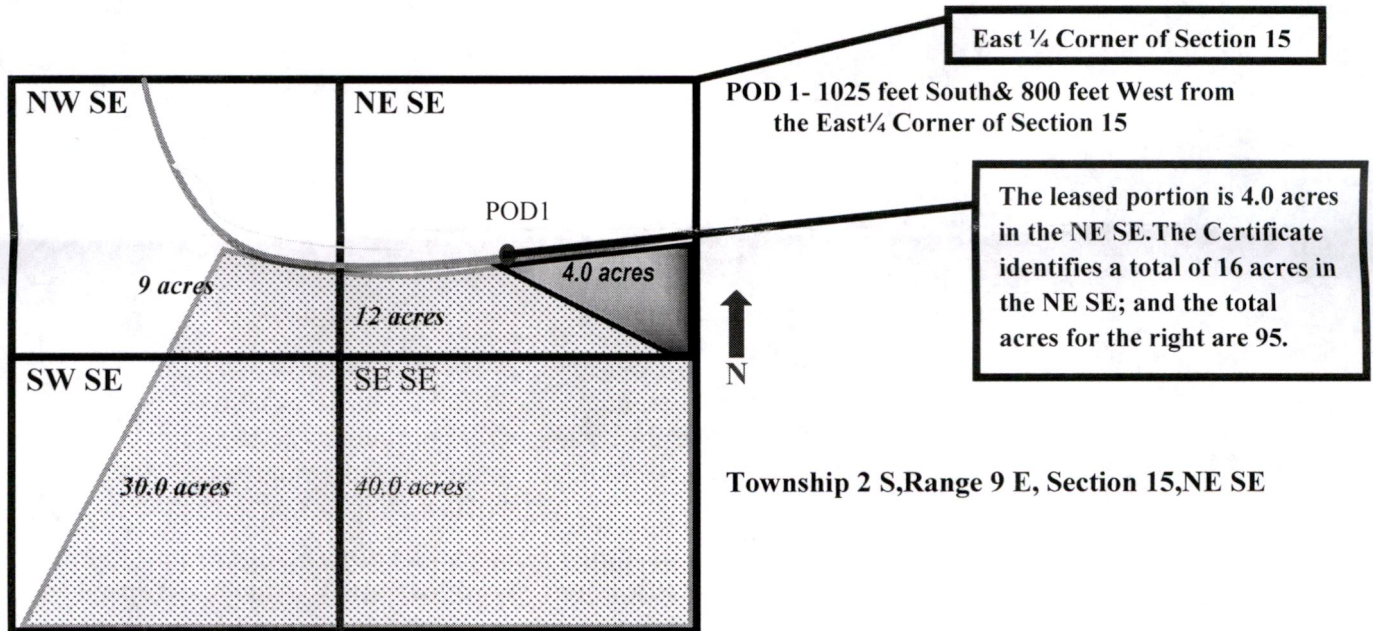 East ¼ Corner of Section 15
NW SE
NE SE
POD 1- 1025 feet South& 800 feet West from
the East¼ Corner of Section 15
POD1
The leased portion is 4.0 acres
in the NE SE.The Certificate
identifies a total of 16 acres in
the NE SE; and the total
acres for the right are 95.
4.0 acres
9 acres
12 acres
N
SW SE
SE SE
30.0 acres
40.0 acres
Township 2 S,Range 9 E, Section 15,NE SE